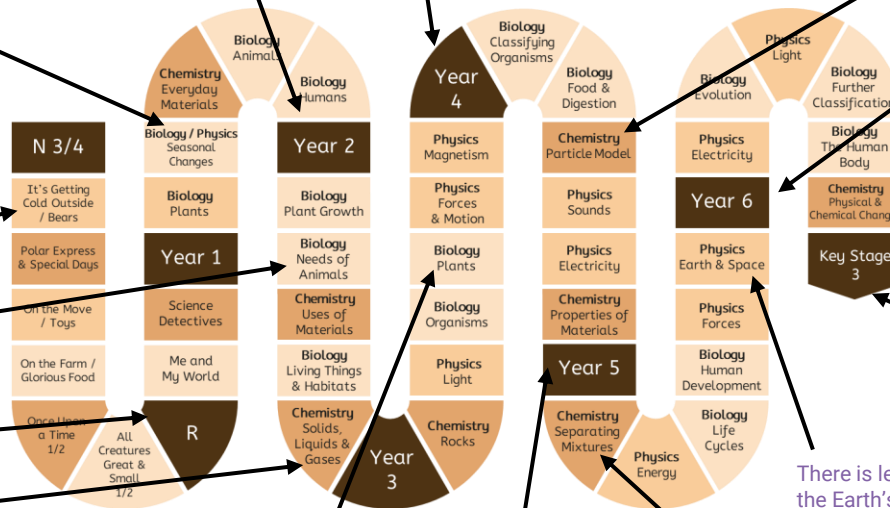 N 3/4
It's Getting
Cold Outside
/ Bears
Polar Express
& Special Days
On the Move
/ Toys
On the Farm /
Glorious Food
Once Upon
a Time
1/2
All
Creatures
Great &
Small
1/2
R
Me and
My World
Science
Detectives
Year 1
Biology
Plants
Biology / Physics
Seasonal
Changes
Chemistry
Everyday
Materials
Biology
Animals
Biology
Humans
Year 2
Biology
Plant Growth
Biology
Needs of
Animals
Chemistry
Uses of
Materials
Biology
Living Things
& Habitats
Chemistry
Solids,
Liquids &
Gases
Year
3
Chemistry
Rocks
Physics
Light
Biology
Organisms
Biology
Plants
Physics
Forces
& Motion
Physics
Magnetism
Year
4
Biology
Classifying
Organisms
Biology
Food &
Digestion
Chemistry
Particle Model
Physics
Sounds
Physics
Electricity
Chemistry
Properties of
Materials
Year 5
Chemistry
Separating
Mixtures
Physics
Energy
Biology
Life
Cycles
Biology
Human
Development
Physics
Forces
Physics
Earth & Space
Year 6
Physics
Electricity
Biology
Evolution
Physics
Light
Biology
Further
Classification
Biology
The Human
Body
Chemistry
Physical &
Chemical Chang
Key Stage
3
There is le
the Earth's